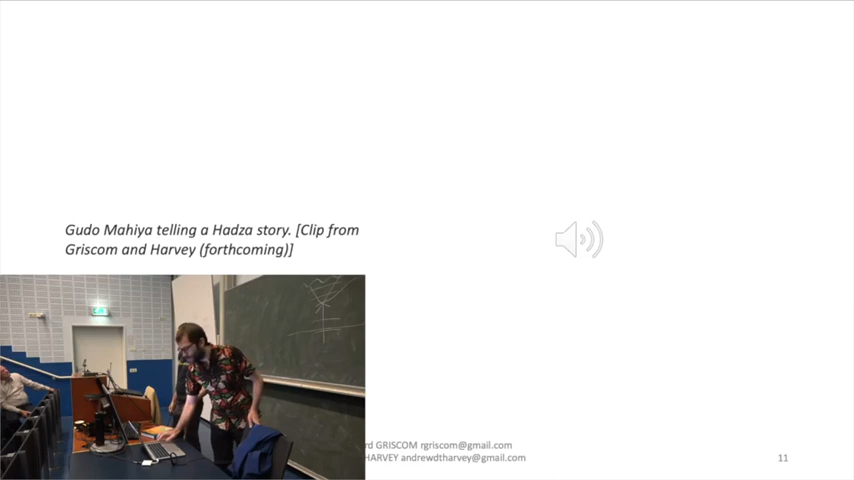 Gudo Mahiya telling a Hadza story. [Clip from
Griscom and Harvey (forthcoming)]
rd GRISCOM rgriscom@gmail.com
HARVEY andrewdtharvey@gmail.com
11